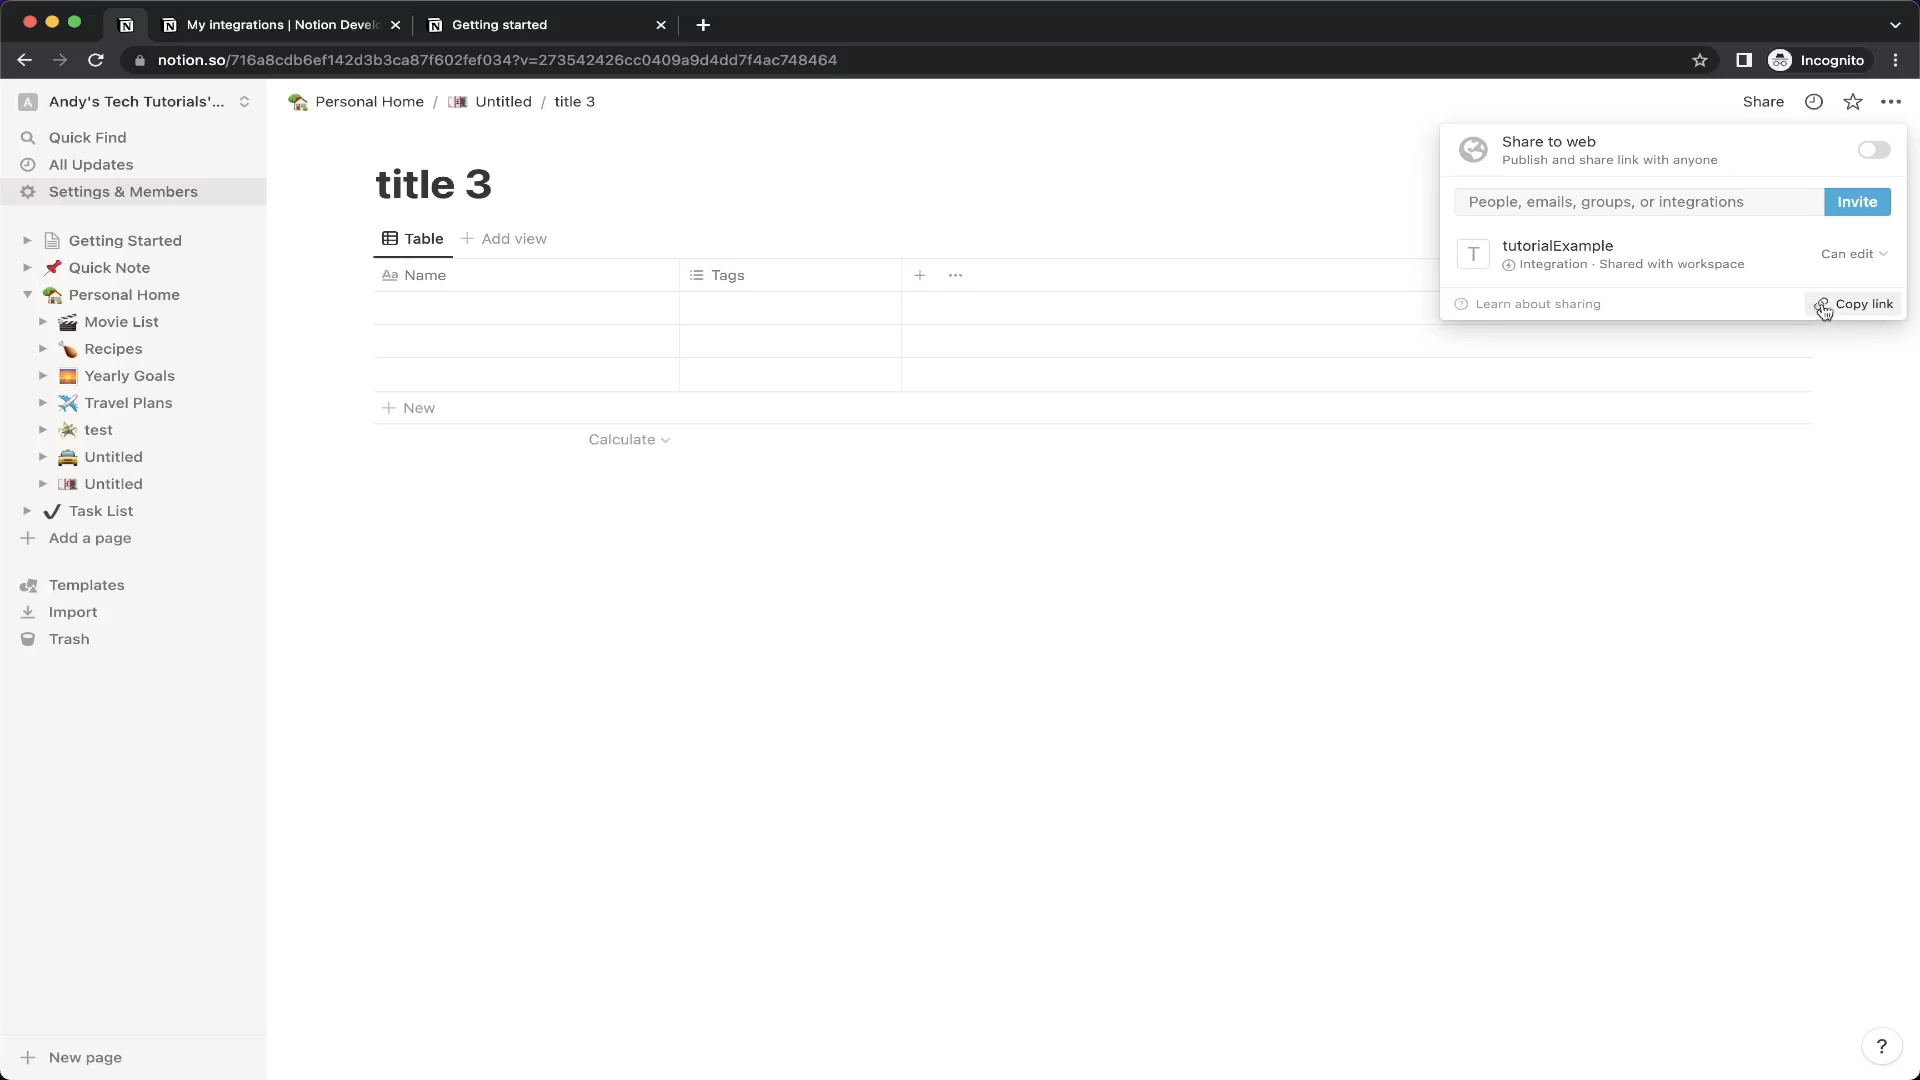 My integrations | Notion Develo
Getting started
notion.so/716a8cdb6ef142d3b3ca87f602fef034?v=273542426cc0409a9d4dd7f4ac748464
Incognito
A Andy's Tech Tutorials'...
Personal Home / Untitled / title 3
Share
Quick Find
All Updates
Settings & Members
Getting Started
Quick Note
Personal Home
Movie List
Recipes
Yearly Goals
Travel Plans
test
Untitled
Untitled
Task List
Add a page
Templates
Import
Trash
New page
title 3
Table
Add view
Aa Name
Tags
New
Calculate
Share to web
Publish and share link with anyone
People, emails, groups, or integrations
Invite
T
tutorialExample
Integration · Shared with workspace
Can edit
Learn about sharing
Copy link
?